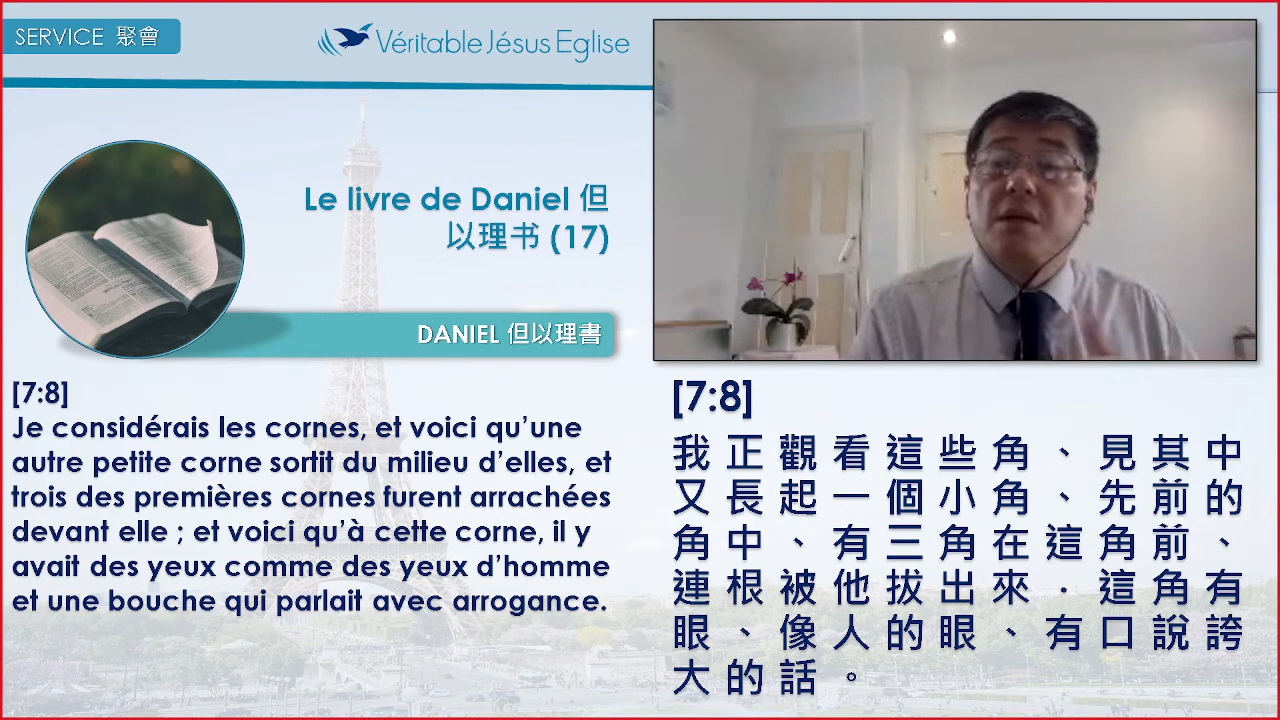 SERVICE 聚會
Véritable Jésus Eglise
Le livre de Daniel 但
以理书 (17)
DANIEL 但以理書
[7:8]
Je considérais les cornes, et voici qu’une
autre petite corne sortit du milieu d’elles, et
trois des premières cornes furent arrachées
devant elle ; et voici qu’à cette corne, il y
avait des yeux comme des yeux d’homme
et une bouche qui parlait avec arrogance.
[7:8]
我正觀看這些角、見其中
又長起一個小角、先前的
角中、有三角在這角前、
連根被他拔出來．這角有
眼、像人的眼、有口說誇
大的話。